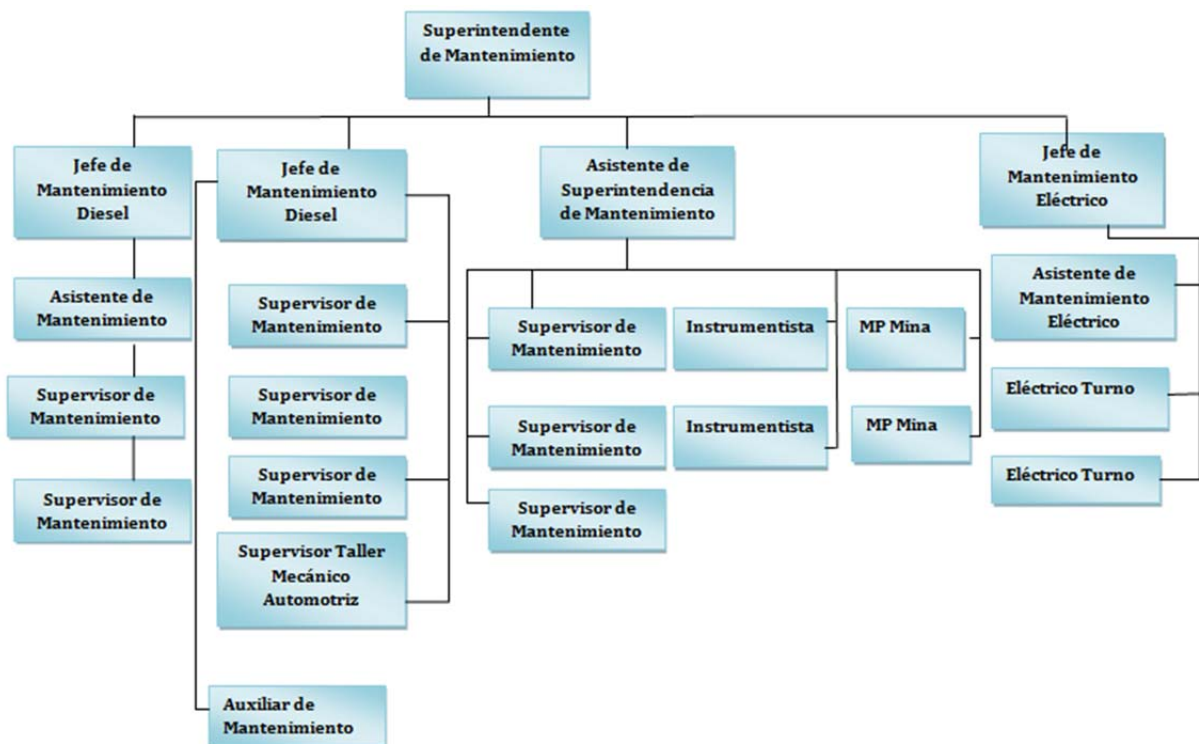 Superintendente
de Mantenimiento
Jefe de
Mantenimiento
Diesel
Asistente de
Mantenimiento
Supervisor de
Mantenimiento
Supervisor de
Mantenimiento
Jefe de
Mantenimiento
Diesel
Supervisor de
Mantenimiento
Supervisor de
Mantenimiento
Supervisor de
Mantenimiento
Supervisor Taller
Mecánico
Automotriz
Auxiliar de
Mantenimiento
Asistente de
Superintendencia
de Mantenimiento
Supervisor de
Mantenimiento
Supervisor de
Mantenimiento
Supervisor de
Mantenimiento
Instrumentista
Instrumentista
MP Mina
MP Mina
Jefe de
Mantenimiento
Eléctrico
Asistente de
Mantenimiento
Eléctrico
Eléctrico Turno
Eléctrico Turno